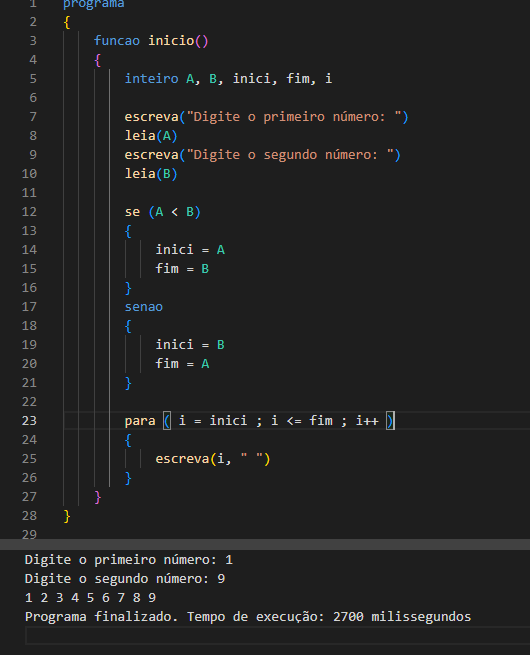 1 programa
2 {
3 funcao inicio()
4 {
5 inteiro A, B, inici, fim, i
6
7 escreva("Digite o primeiro número: ")
8 leia(A)
9 escreva("Digite o segundo número: ")
10 leia(B)
11
12 se (A < B)
13 {
14 inici = A
15 fim = B
16 }
17 senao
18 {
19 inici = B
20 fim = A
21 }
22
23 para ( i = inici ; i <= fim ; i++ )
24 {
25 escreva(i, " ")
26 }
27 }
28 }
29
Digite o primeiro número: 1
Digite o segundo número: 9
1 2 3 4 5 6 7 8 9
Programa finalizado. Tempo de execução: 2700 milissegundos